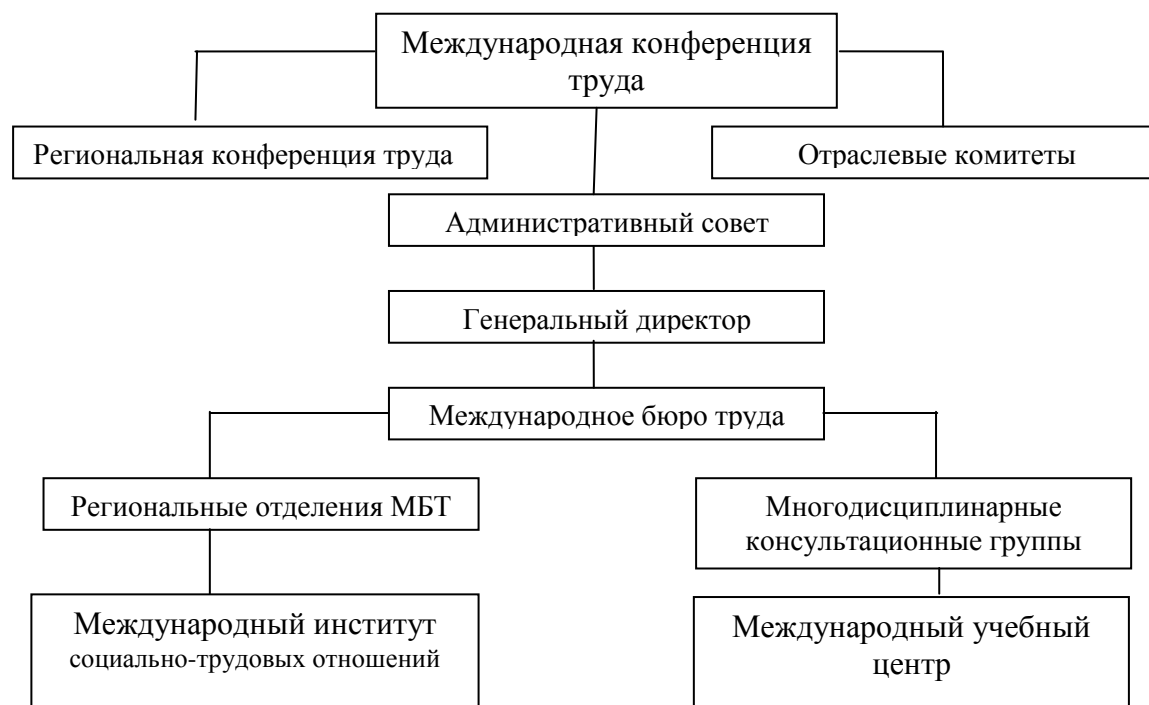 Международная конференция
труда
Региональная конференция труда
Отраслевые комитеты
Административный совет
Генеральный директор
Международное бюро труда
Региональные отделения МБТ
Многодисциплинарные
консультационные группы
Международный институт
социально-трудовых отношений
Международный учебный
центр